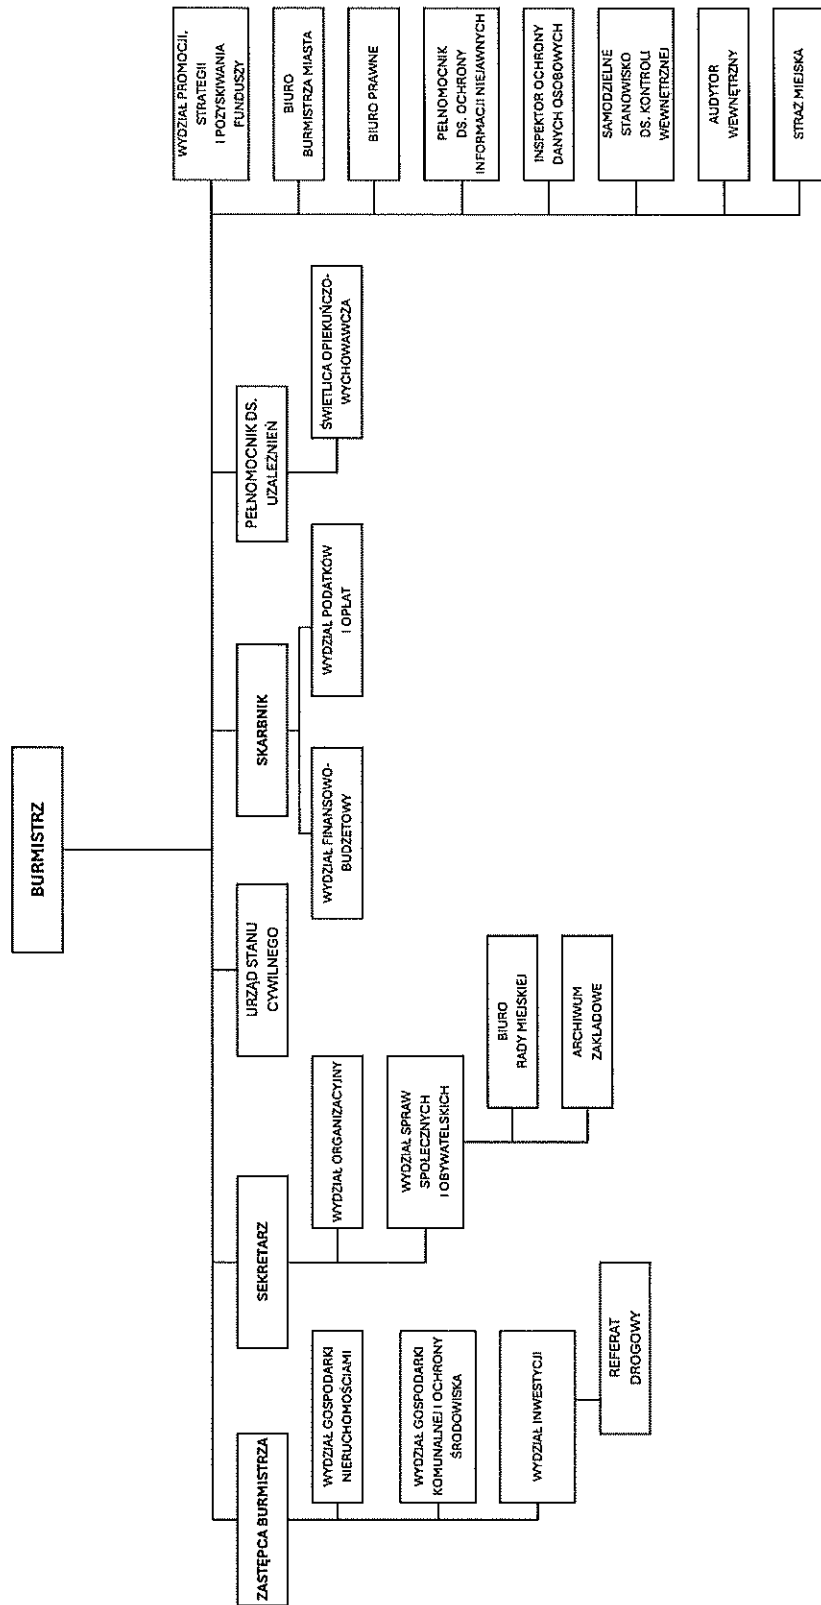 BURMISTRZ
ZASTĘPCA BURMISTRZA
WYDZIAŁ GOSPODARKI
NIERUCHOMOŚCIAMI
WYDZIAŁ GOSPODARKI
KOMUNALNEJ I OCHRONY
ŚRODOWISKA
WYDZIAŁ INWESTYCJI
REFERAT
DROGOWY
SEKRETARZ
WYDZIAŁ ORGANIZACYJNY
WYDZIAŁ SPRAW
SPOŁECZNYCH
I OBYWATELSKICH
BIURO
RADY MIEJSKIEJ
ARCHIWUM
ZAKŁADOWE
URZĄD STANU
CYWILNEGO
SKARBNIK
WYDZIAŁ FINANSOWO-
BUDŻETOWY
WYDZIAŁ PODATKÓW
I OPŁAT
PEŁNOMOCNIK DS.
UZALEŻNIEŃ
ŚWIETLICA OPIEKUŃCZO-
WYCHOWAWCZA
WYDZIAŁ PROMOCJI,
STRATEGII
I POZYSKIWANIA
FUNDUSZY
BIURO
BURMISTRZA MIASTA
BIURO PRAWNE
PEŁNOMOCNIK
DS. OCHRONY
INFORMACJI NIEJAWNYCH
INSPEKTOR OCHRONY
DANYCH OSOBOWYCH
SAMODZIELNE
STANOWISKO
DS. KONTROLI
WEWNĘTRZNEJ
AUDYTOR
WEWNĘTRZNY
STRAŻ MIEJSKA